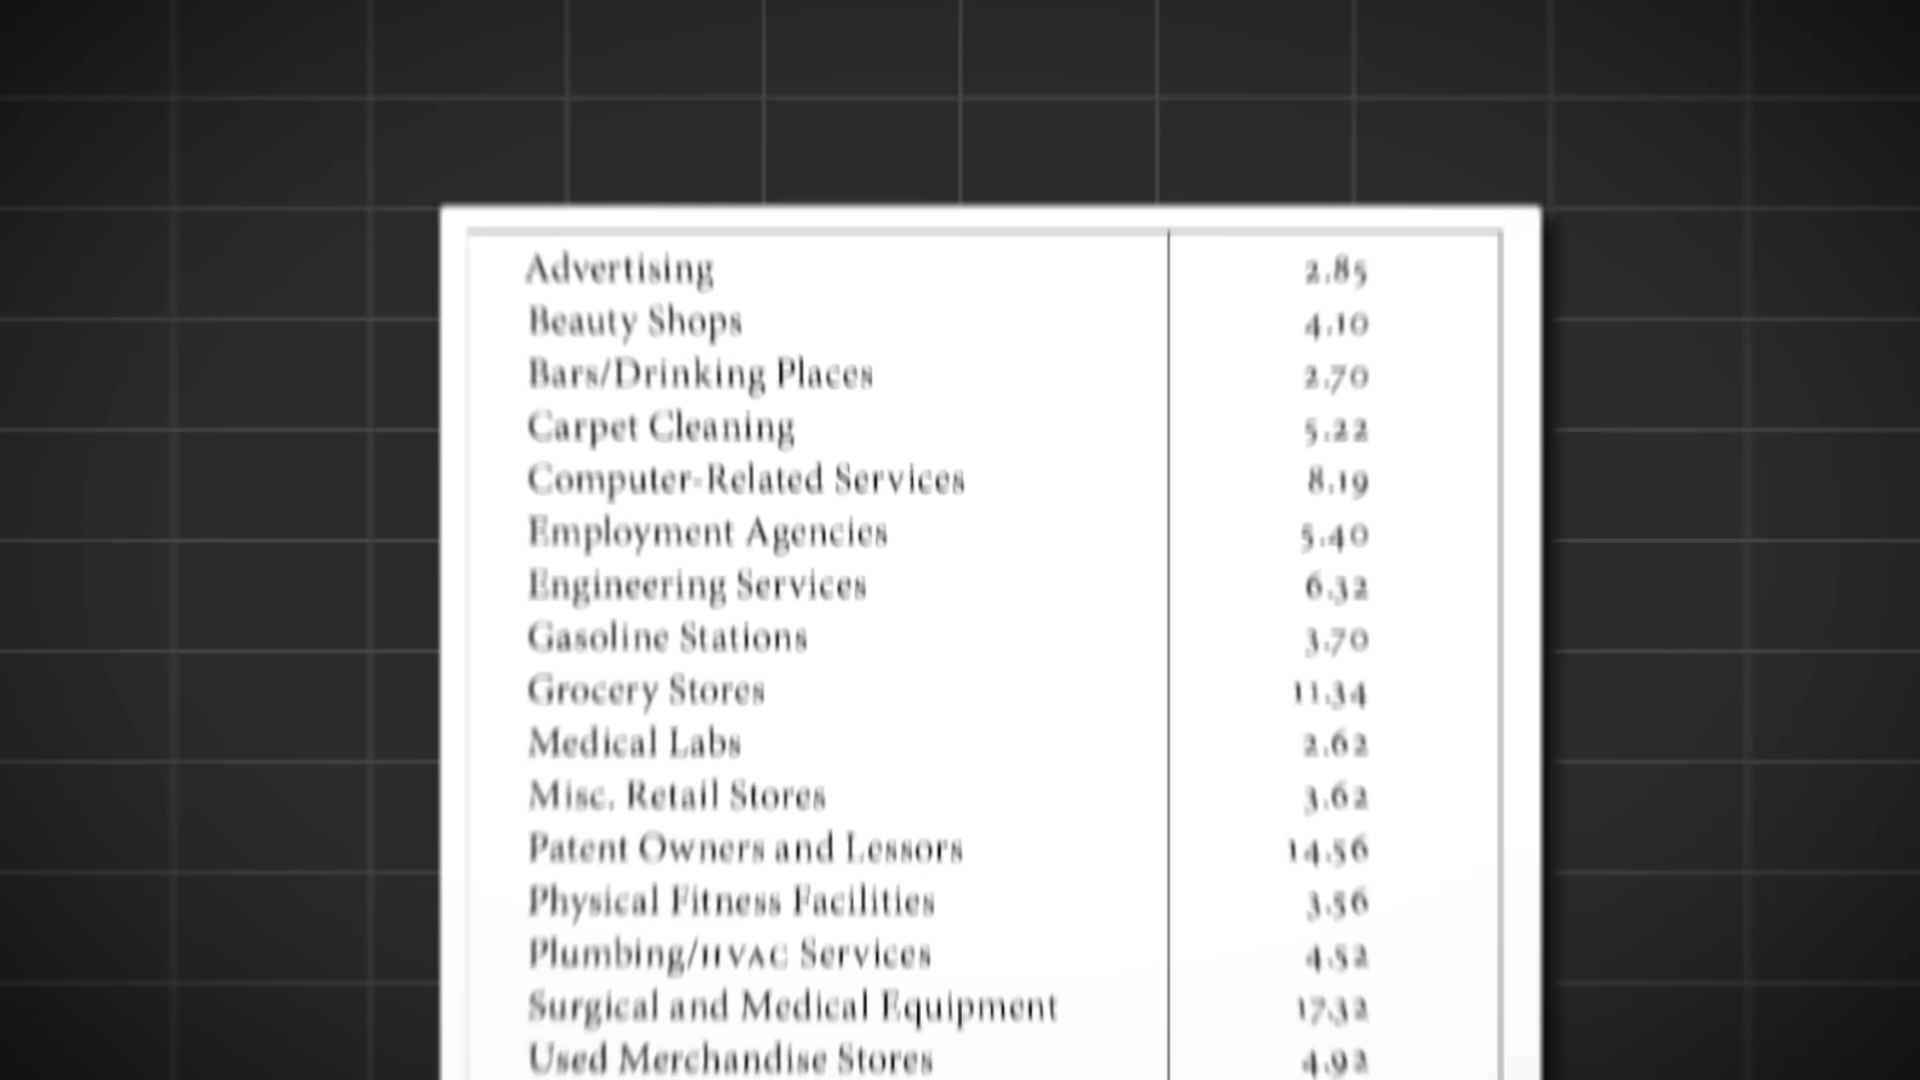 Advertising 2.85
Beauty Shops 4.10
Bars/Drinking Places 2.70
Carpet Cleaning 5.22
Computer-Related Services 8.19
Employment Agencies 5.40
Engineering Services 6.32
Gasoline Stations 3.70
Grocery Stores 11.34
Medical Labs 2.62
Misc. Retail Stores 3.62
Patent Owners and Lessors 14.56
Physical Fitness Facilities 3.56
Plumbing/HVAC Services 4.52
Surgical and Medical Equipment 17.32
Used Merchandise Stores 4.92